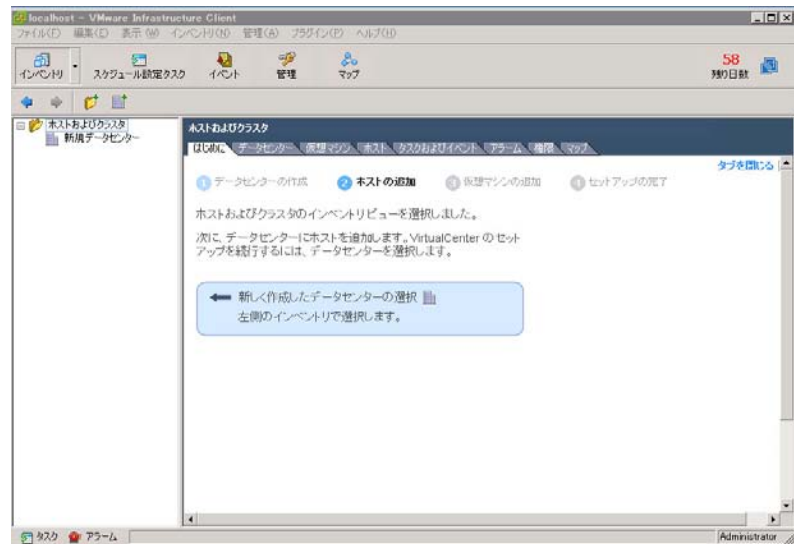 localhost - VMware Infrastructure Client
ファイル(F) 編集(E) 表示(W) インベントリ(N) 管理(A) プラグイン(P) ヘルプ(H)
インベントリ スケジュール設定タスク イベント 管理 マップ
58
残り日数
ホストおよびクラスタ
新規データセンター
ホストおよびクラスタ
はじめに データセンター 仮想マシン ホスト タスクおよびイベント アラーム 権限 マップ
タブを閉じる
1 データセンターの作成 2 ホストの追加 3 仮想マシンの追加 4 セットアップの完了
ホストおよびクラスタのインベントリビューを選択しました。
次に、データセンターにホストを追加します。VirtualCenter のセット
アップを続行するには、データセンターを選択します。
新しく作成したデータセンターの選択
左側のインベントリで選択します。
タスク アラーム
Administrator